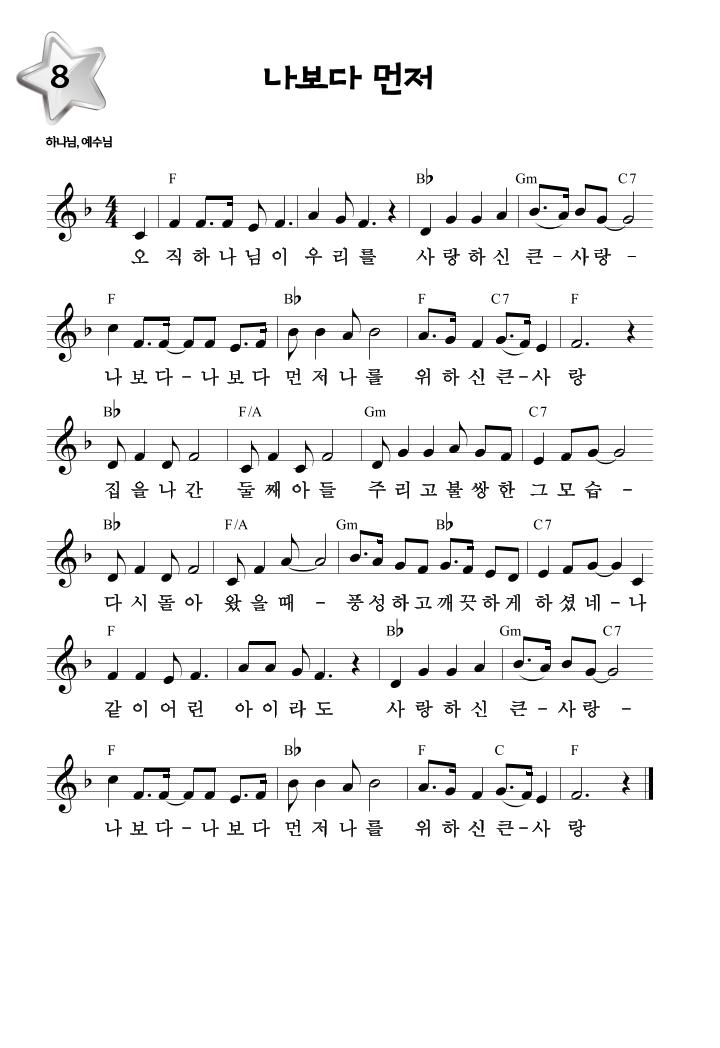 8
나보다 먼저
하나님, 예수님
F B♭ Gm C7
오 직 하 나 님 이 우 리 를 사 랑 하 신 큰 - 사 랑 -
F B♭ F C7 F
나 보 다 - 나 보 다 먼 저 나 를 위 하 신 큰 - 사 랑
B♭ F/A Gm C7
집 을 나 간 둘 째 아 들 주 리 고 불 쌍 한 그 모 습 -
B♭ F/A Gm B♭ C7
다 시 돌 아 왔 을 때 - 풍 성 하 고 깨 끗 하 게 하 셨 네 - 나
F B♭ Gm C7
같 이 어 린 아 이 라 도 사 랑 하 신 큰 - 사 랑 -
F B♭ F C F
나 보 다 - 나 보 다 먼 저 나 를 위 하 신 큰 - 사 랑